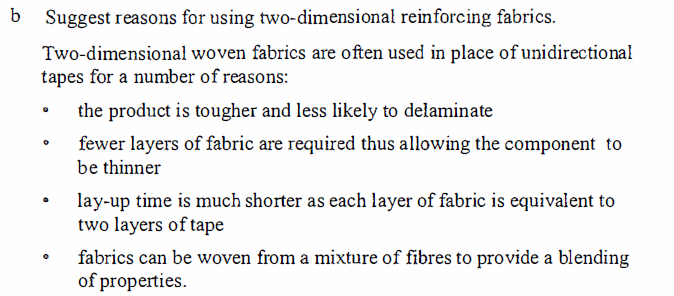 b Suggest reasons for using two-dimensional reinforcing fabrics.
Two-dimensional woven fabrics are often used in place of unidirectional
tapes for a number of reasons:
• the product is tougher and less likely to delaminate
• fewer layers of fabric are required thus allowing the component to
be thinner
• lay-up time is much shorter as each layer of fabric is equivalent to
two layers of tape
• fabrics can be woven from a mixture of fibres to provide a blending
of properties.